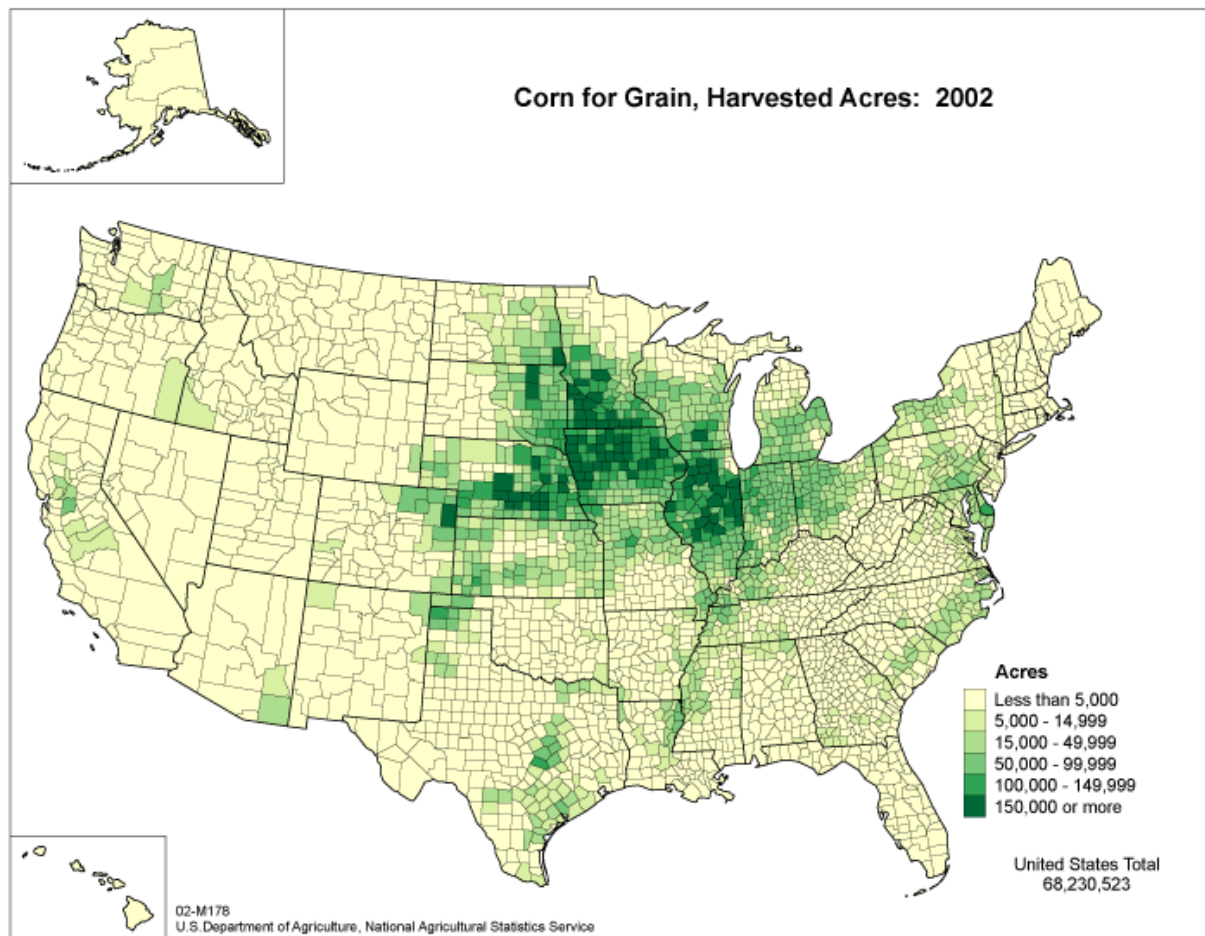 Corn for Grain, Harvested Acres: 2002
Acres
Less than 5,000
5,000 - 14,999
15,000 - 49,999
50,000 - 99,999
100,000 - 149,999
150,000 or more
United States Total
68,230,523
02-M178
U.S.Department of Agriculture, National Agricultural Statistics Service